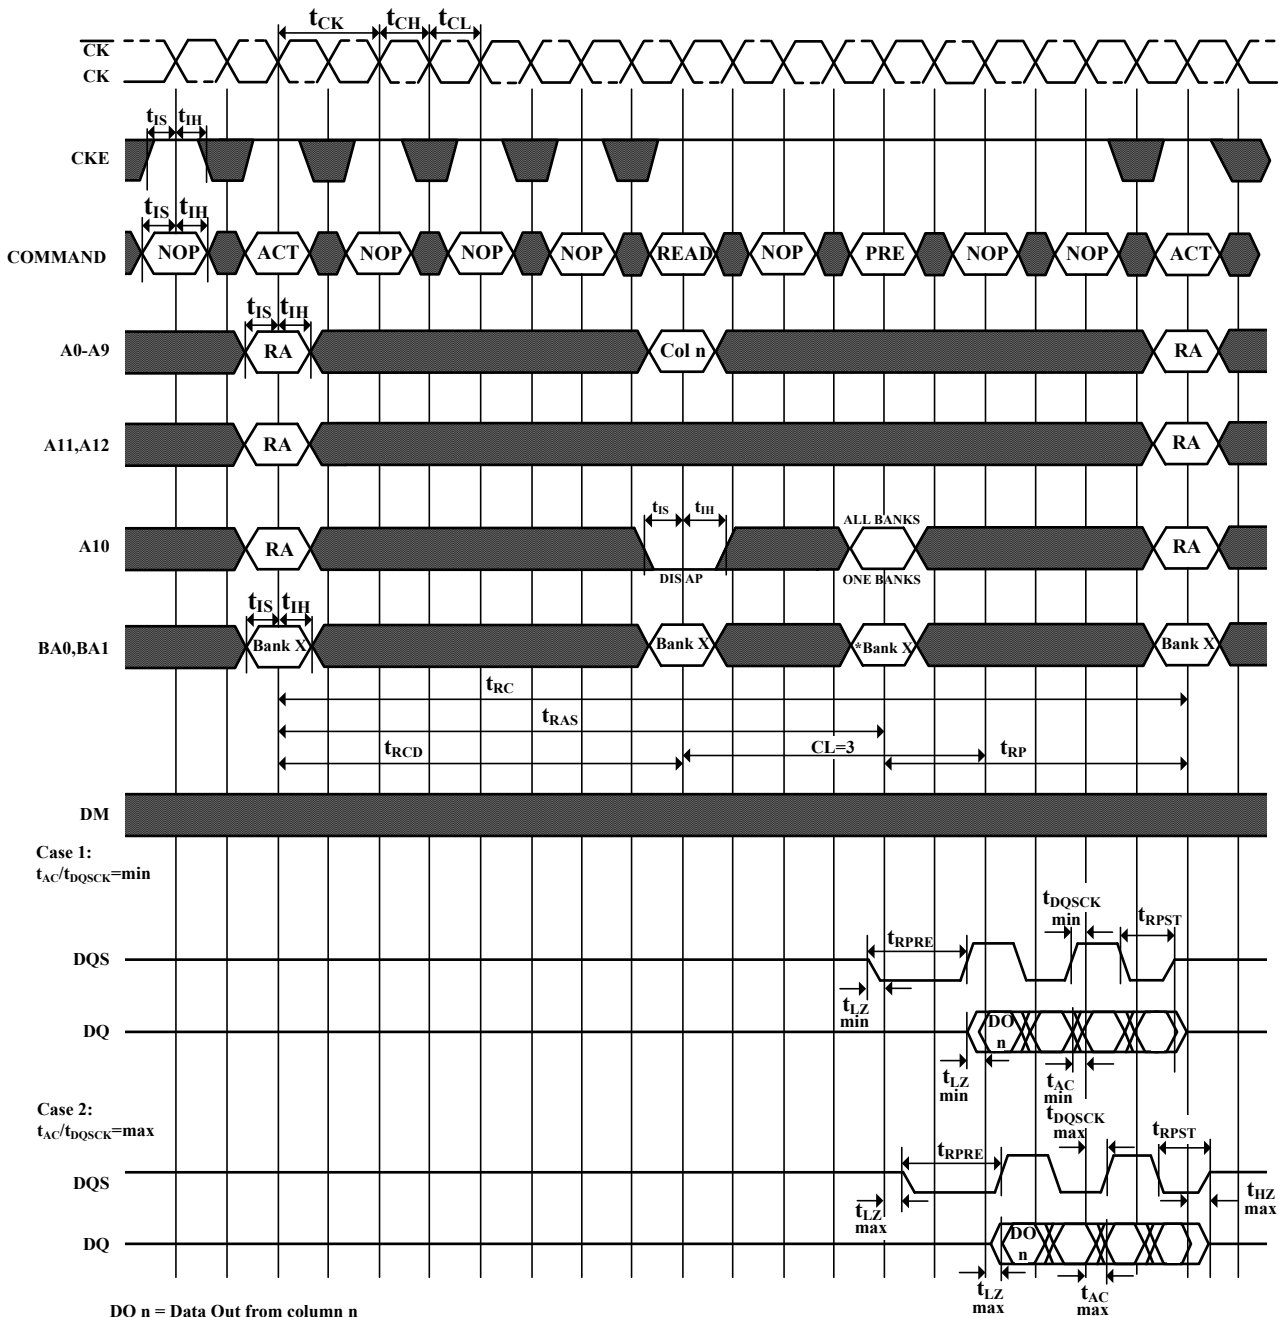 tCK tCH tCL
CK
CK
tIS tIH
CKE
tIS tIH
COMMAND NOP ACT NOP NOP NOP READ NOP PRE NOP NOP ACT
tIS tIH
A0-A9 RA Col n RA
A11,A12 RA RA
tIS tIH ALL BANKS
A10 RA RA
DIS AP ONE BANKS
tIS tIH
BA0,BA1 Bank X Bank X *Bank X Bank X
tRC
tRAS
tRCD CL=3 tRP
DM
Case 1:
tAC/tDQSCK=min
tDQSCK min tRPST
tRPRE
DQS
tLZ min
DQ DO n
tLZ min tAC min
Case 2:
tAC/tDQSCK=max
tDQSCK max tRPST
tRPRE
DQS
tLZ max tHZ max
DQ DO n
tLZ max tAC max
DO n = Data Out from column n